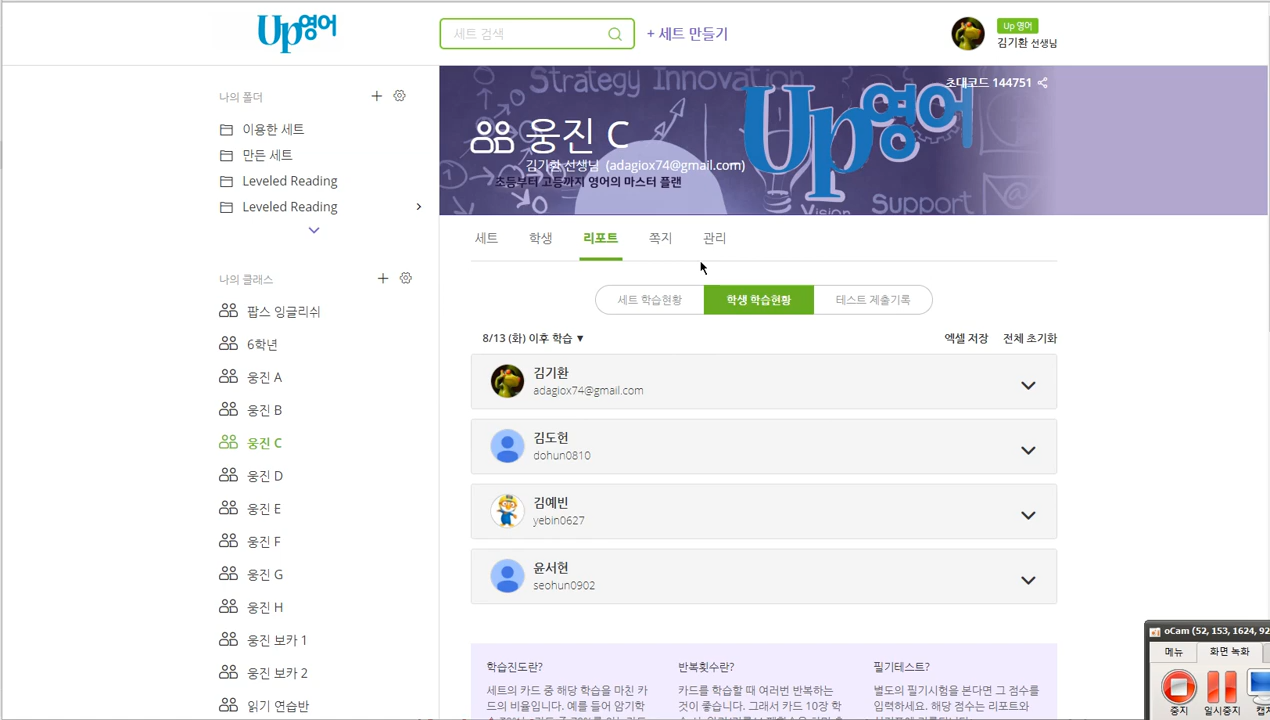 Up영어
세트 검색
+ 세트 만들기
Up 영어
김기환 선생님
나의 폴더
이용한 세트
만든 세트
Leveled Reading
Leveled Reading
나의 클래스
팝스 잉글리쉬
6학년
웅진 A
웅진 B
웅진 C
웅진 D
웅진 E
웅진 F
웅진 G
웅진 H
웅진 보카 1
웅진 보카 2
읽기 연습반
Strategy Innovation
초대코드 144751
Up영어
웅진 C
김기환 선생님 (adagiox74@gmail.com)
초등부터 고등까지 영어의 마스터 플랜
Vision
Support
세트 학생 리포트 쪽지 관리
세트 학습현황 학생 학습현황 테스트 제출기록
8/13 (화) 이후 학습 ▼
엑셀 저장 전체 초기화
김기환
adagiox74@gmail.com
김도현
dohun0810
김예빈
yebin0627
윤서현
seohun0902
학습진도란?
세트의 카드 중 해당 학습을 마친 카
드의 비율입니다. 예를 들어 암기학
반복횟수란?
카드를 학습할 때 여러번 반복하는
것이 좋습니다. 그래서 카드 10장 학
필기테스트?
별도의 필기시험을 본다면 그 점수를
입력하세요. 해당 점수는 리포트와
oCam (52, 153, 1624, 92
메뉴 화면 녹화
중지 일시중지 캡